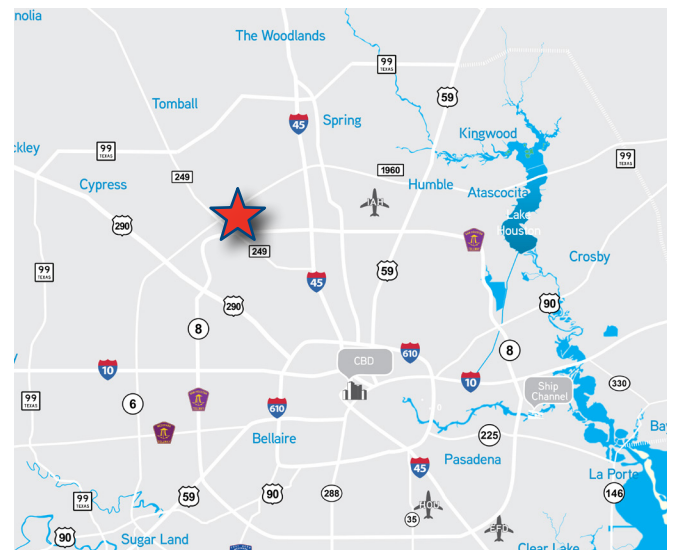 nolia
The Woodlands
99
TEXAS
59
Tomball
45
Spring
Kingwood
ckley
99
TEXAS
249
1960
99
TEXAS
Cypress
Humble
Atascocita
IAH
290
Lake
Houston
249
Crosby
99
TEXAS
59
45
290
90
8
8
610
CBD
10
10
330
Ship
Channel
99
TEXAS
6
610
Bellaire
225
Ba
Pasadena
45
La Porte
99
TEXAS
59
90
288
146
HOU
35
EFD
90
Sugar Land
Clear Lake